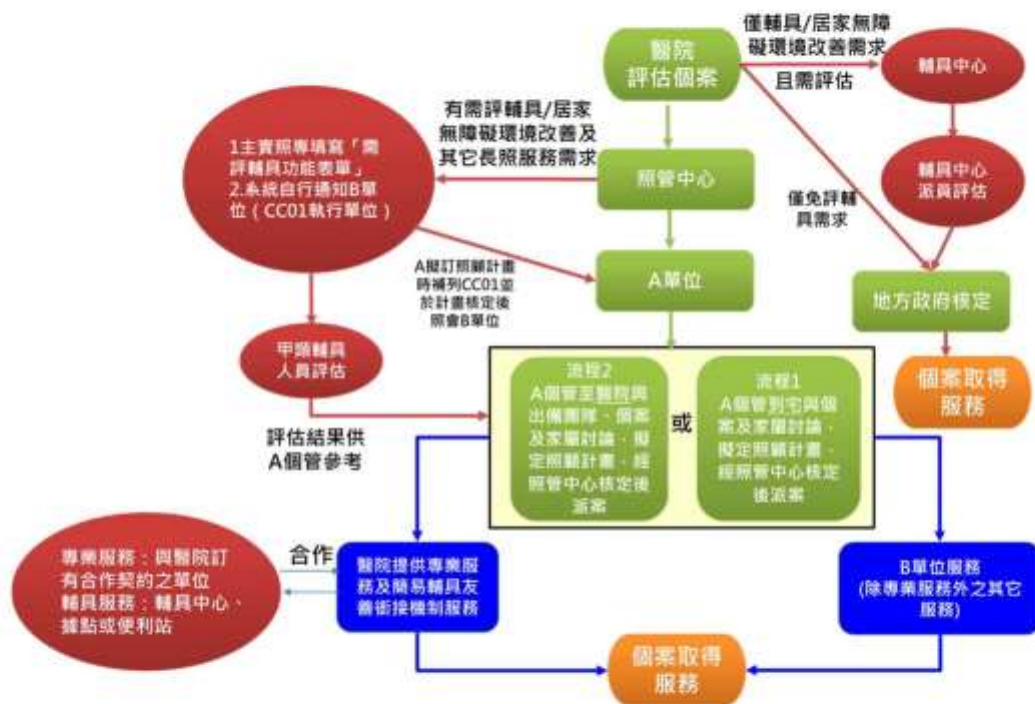 醫院
評估個案
僅輔具/居家無障
礙環境改善需求
且需評估
輔具中心
輔具中心
派員評估
僅免評輔
具需求
地方政府核定
個案取得
服務
有需評輔具/居家
無障礙環境改善及
其它長照服務需求
照管中心
1主責照專填寫「需
評輔具功能表單」
2.系統自行通知B單
位（CC01執行單位）
A擬訂照顧計畫
時補列CC01並
於計畫核定後
照會B單位
A單位
甲類輔具
人員評估
評估結果供
A個管參考
流程2
A個管至醫院與
出備團隊、個案
及家屬討論、擬
定照顧計畫、經
照管中心核定後
派案
或
流程1
A個管到宅與個
案及家屬討論、
擬定照顧計畫、
經照管中心核定
後派案
專業服務：與醫院訂
有合作契約之單位
輔具服務：輔具中心、
據點或便利站
合作
醫院提供專業服
務及簡易輔具友
善銜接機制服務
B單位服務
(除專業服務外之其它
服務)
個案取得
服務